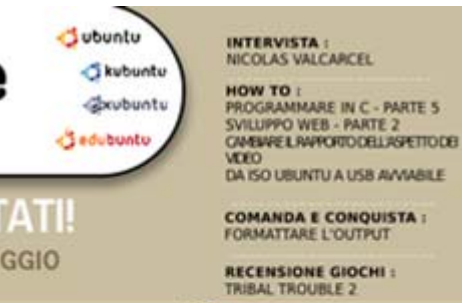 e
ubuntu
kubuntu
xubuntu
edubuntu
TATI!
GGIO
INTERVISTA :
NICOLAS VALCARCEL
HOW TO :
PROGRAMMARE IN C - PARTE 5
SVILUPPO WEB - PARTE 2
CAMBIARE IL RAPPORTO DELL'ASPETTO DEI
VIDEO
DA ISO UBUNTU A USB AVVIABILE
COMANDA E CONQUISTA :
FORMATTARE L'OUTPUT
RECENSIONE GIOCHI :
TRIBAL TROUBLE 2